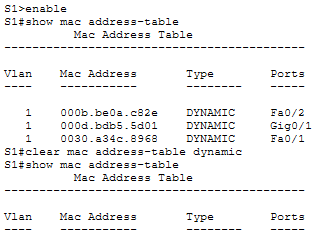 S1>enable
S1#show mac address-table
          Mac Address Table
-------------------------------------------

Vlan    Mac Address       Type        Ports
----    -----------       --------    -----

   1    000b.be0a.c82e    DYNAMIC     Fa0/2
   1    000d.bdb5.5d01    DYNAMIC     Gig0/1
   1    0030.a34c.8968    DYNAMIC     Fa0/1
S1#clear mac address-table dynamic
S1#show mac address-table
          Mac Address Table
-------------------------------------------

Vlan    Mac Address       Type        Ports
----    -----------       --------    -----